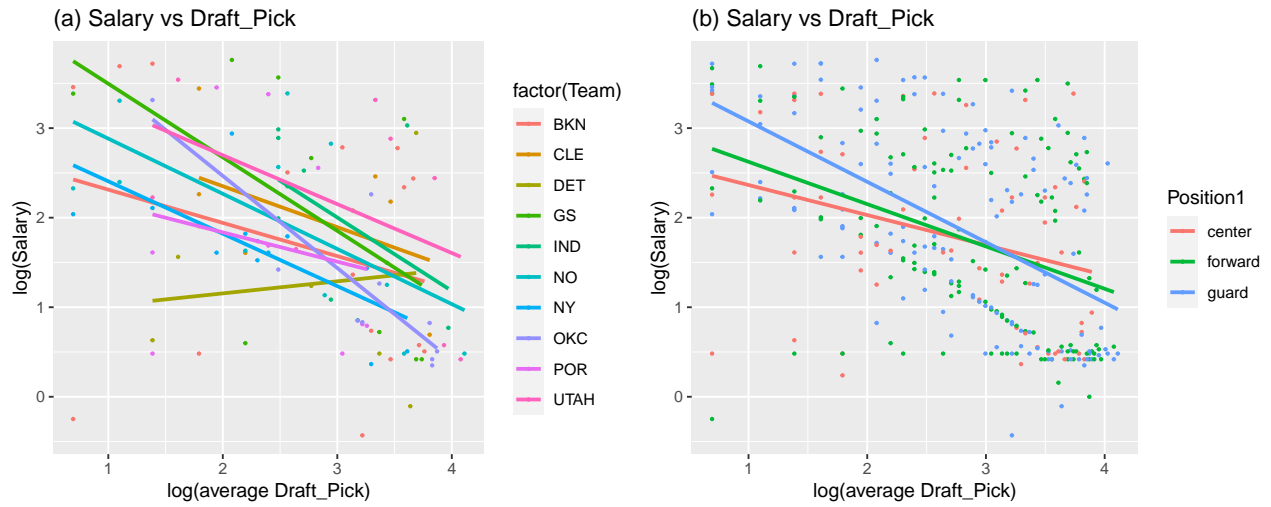 (a) Salary vs Draft_Pick
log(Salary)
3
2
1
0
1 2 3 4
log(average Draft_Pick)
factor(Team)
BKN
CLE
DET
GS
IND
NO
NY
OKC
POR
UTAH
(b) Salary vs Draft_Pick
log(Salary)
3
2
1
0
1 2 3 4
log(average Draft_Pick)
Position1
center
forward
guard